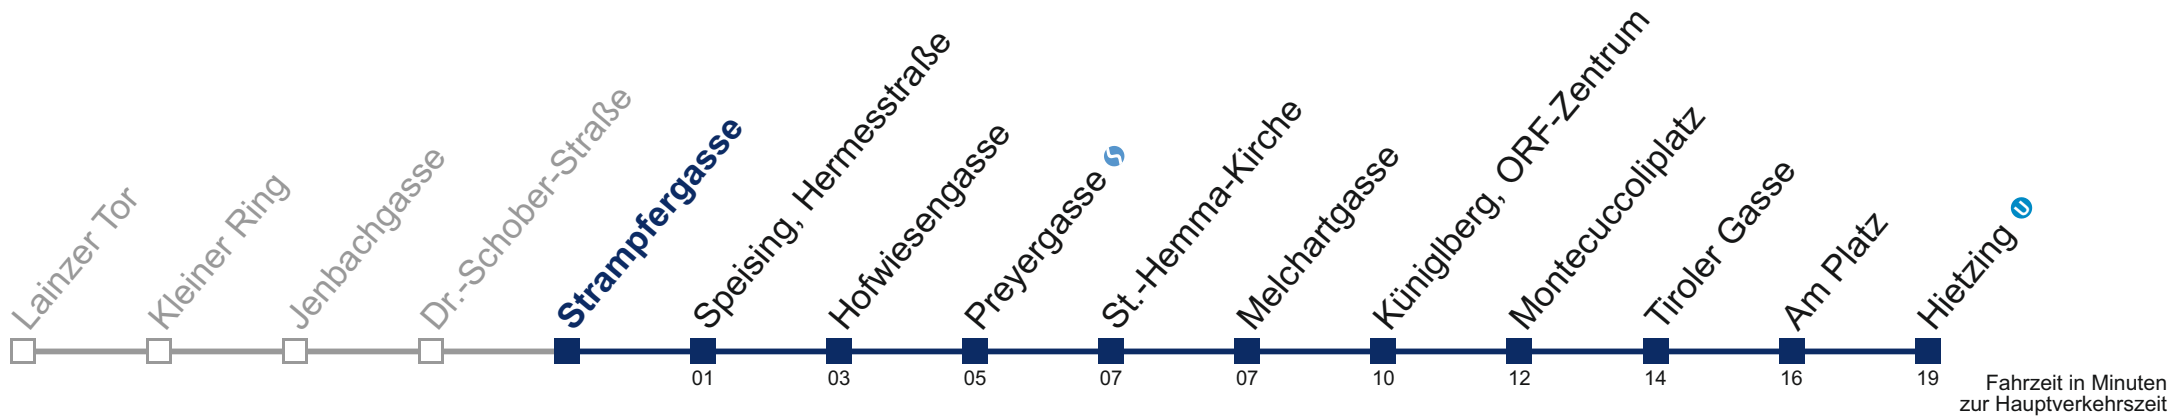 Lainzer Tor
Kleiner Ring
Jenbachgasse
Dr.-Schober-Straße
Strampfergasse
Speising, Hermesstraße
Hofwiesengasse
Preyergasse
St.-Hemma-Kirche
Melchartgasse
Küniglberg, ORF-Zentrum
Montecuccoliplatz
Tiroler Gasse
Am Platz
Hietzing U
01 03 05 07 07 10 12 14 16 19
Fahrzeit in Minuten
zur Hauptverkehrszeit